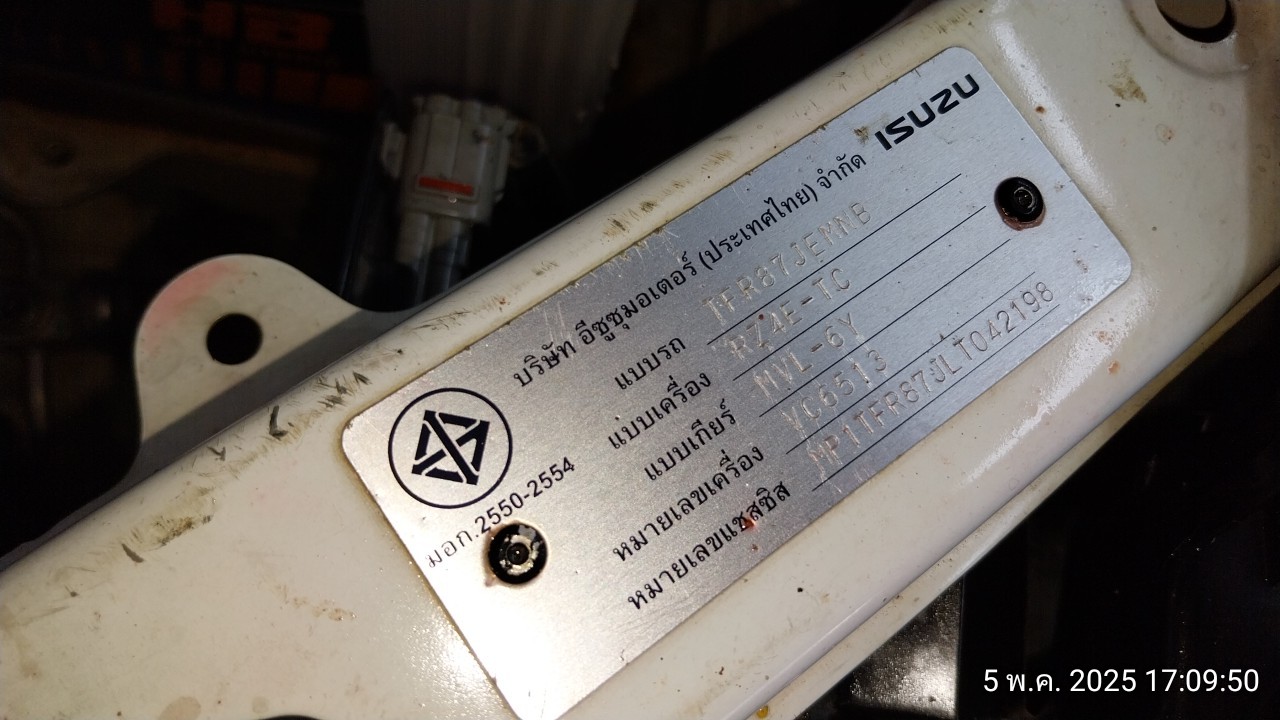 ISUZU
บริษัท อีซูซุมอเตอร์ (ประเทศไทย) จำกัด
แบบรถ TFR87JEMNB
แบบเครื่อง RZ4E-TC
แบบเกียร์ MVL-6Y
หมายเลขเครื่อง VC6513
หมายเลขแชสซิส MP1TFR87JLT042198
มอก.2550-2554
5 พ.ค. 2025 17:09:50